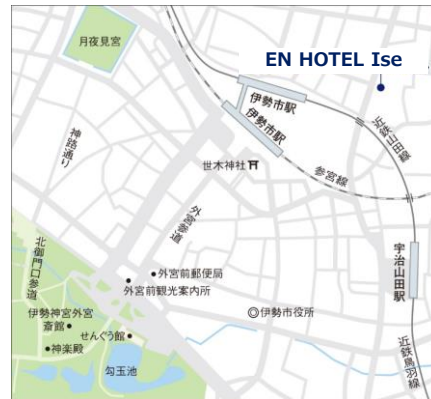 月夜見宮
EN HOTEL Ise
伊勢市駅
伊勢市駅
近鉄山田線
神路通り
世木神社
参宮線
外宮参道
北御門口参道
宇治山田駅
外宮前郵便局
外宮前観光案内所
伊勢神宮外宮
斎館
せんぐう館
神楽殿
伊勢市役所
勾玉池
近鉄鳥羽線